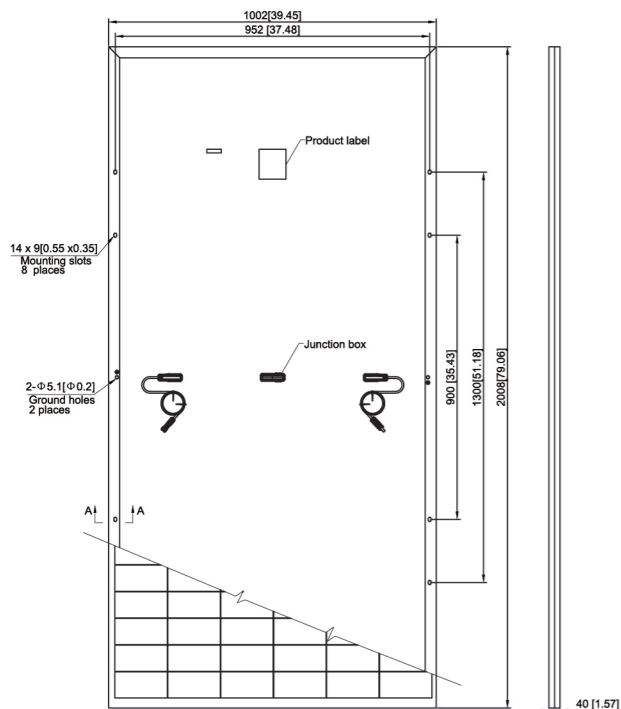 1002[39.45]
952 [37.48]
Product label
14 x 9[0.55 x0.35]
Mounting slots
8 places
Junction box
2-Φ5.1[Φ0.2]
Ground holes
2 places
900 [35.43]
1300[51.18]
2008[79.06]
A A
40 [1.57]